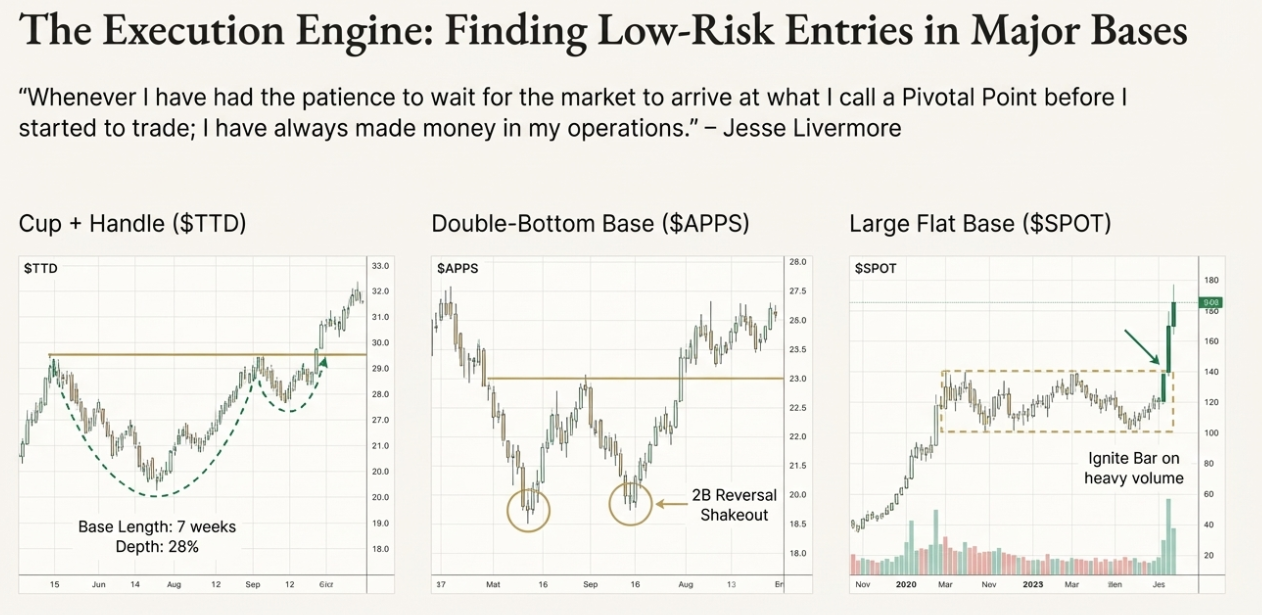 The Execution Engine: Finding Low-Risk Entries in Major Bases
“Whenever I have had the patience to wait for the market to arrive at what I call a Pivotal Point before I
started to trade; I have always made money in my operations.” – Jesse Livermore
Cup + Handle ($TTD)
$TTD
33.0
32.0
31.0
30.0
29.0
28.0
27.0
21.0
20.0
20.0
19.0
18.0
Base Length: 7 weeks
Depth: 28%
15 Jun 14 Aug 12 Sep 12
Double-Bottom Base ($APPS)
$APPS
28.0
27.5
25.0
23.5
23.0
22.5
22.0
21.5
20.0
18.5
18.0
2B Reversal
Shakeout
37 Mat 16 Sep 16 Aug 13
Large Flat Base ($SPOT)
$SPOT
180
160
160
140
120
100
80
60
40
20
Ignite Bar on
heavy volume
Nov 2020 Mar Nov 2023 Mar Jes